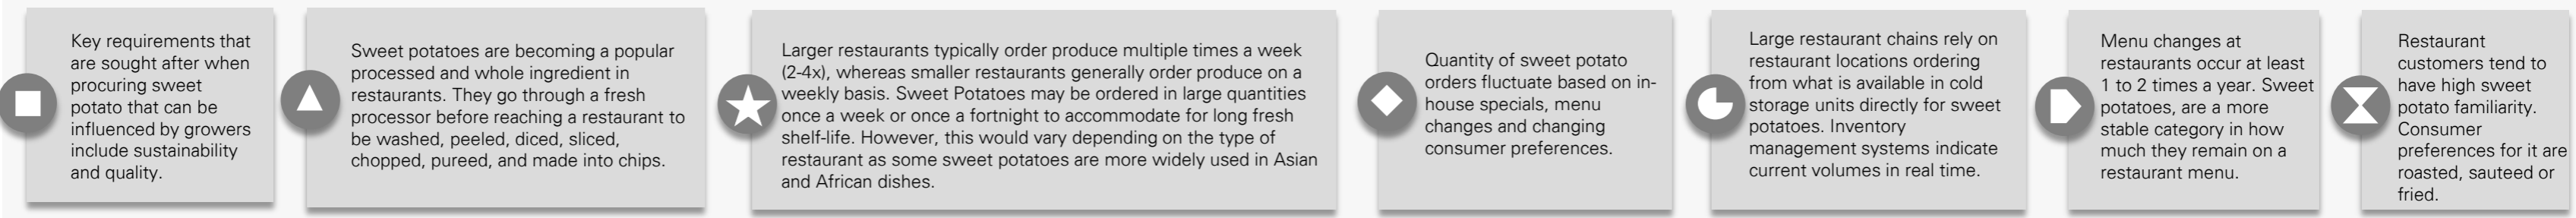 Key requirements that
are sought after when
procuring sweet
potato that can be
influenced by growers
include sustainability
and quality.
Sweet potatoes are becoming a popular
processed and whole ingredient in
restaurants. They go through a fresh
processor before reaching a restaurant to
be washed, peeled, diced, sliced,
chopped, pureed, and made into chips.
Larger restaurants typically order produce multiple times a week
(2-4x), whereas smaller restaurants generally order produce on a
weekly basis. Sweet Potatoes may be ordered in large quantities
once a week or once a fortnight to accommodate for long fresh
shelf-life. However, this would vary depending on the type of
restaurant as some sweet potatoes are more widely used in Asian
and African dishes.
Quantity of sweet potato
orders fluctuate based on in-
house specials, menu
changes and changing
consumer preferences.
Large restaurant chains rely on
restaurant locations ordering
from what is available in cold
storage units directly for sweet
potatoes. Inventory
management systems indicate
current volumes in real time.
Menu changes at
restaurants occur at least
1 to 2 times a year. Sweet
potatoes, are a more
stable category in how
much they remain on a
restaurant menu.
Restaurant
customers tend to
have high sweet
potato familiarity.
Consumer
preferences for it are
roasted, sauteed or
fried.